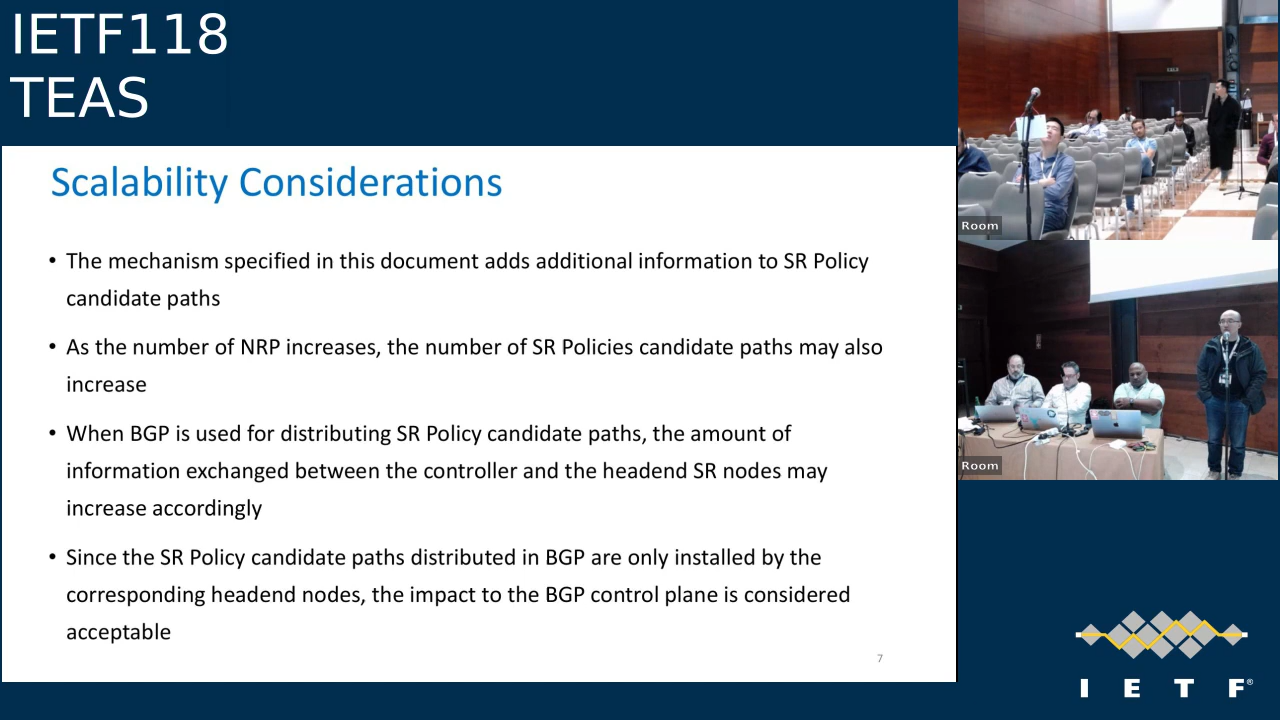 IETF118
TEAS
Scalability Considerations
• The mechanism specified in this document adds additional information to SR Policy
candidate paths
• As the number of NRP increases, the number of SR Policies candidate paths may also
increase
• When BGP is used for distributing SR Policy candidate paths, the amount of
information exchanged between the controller and the headend SR nodes may
increase accordingly
• Since the SR Policy candidate paths distributed in BGP are only installed by the
corresponding headend nodes, the impact to the BGP control plane is considered
acceptable
7
Room
Room
I E T F®